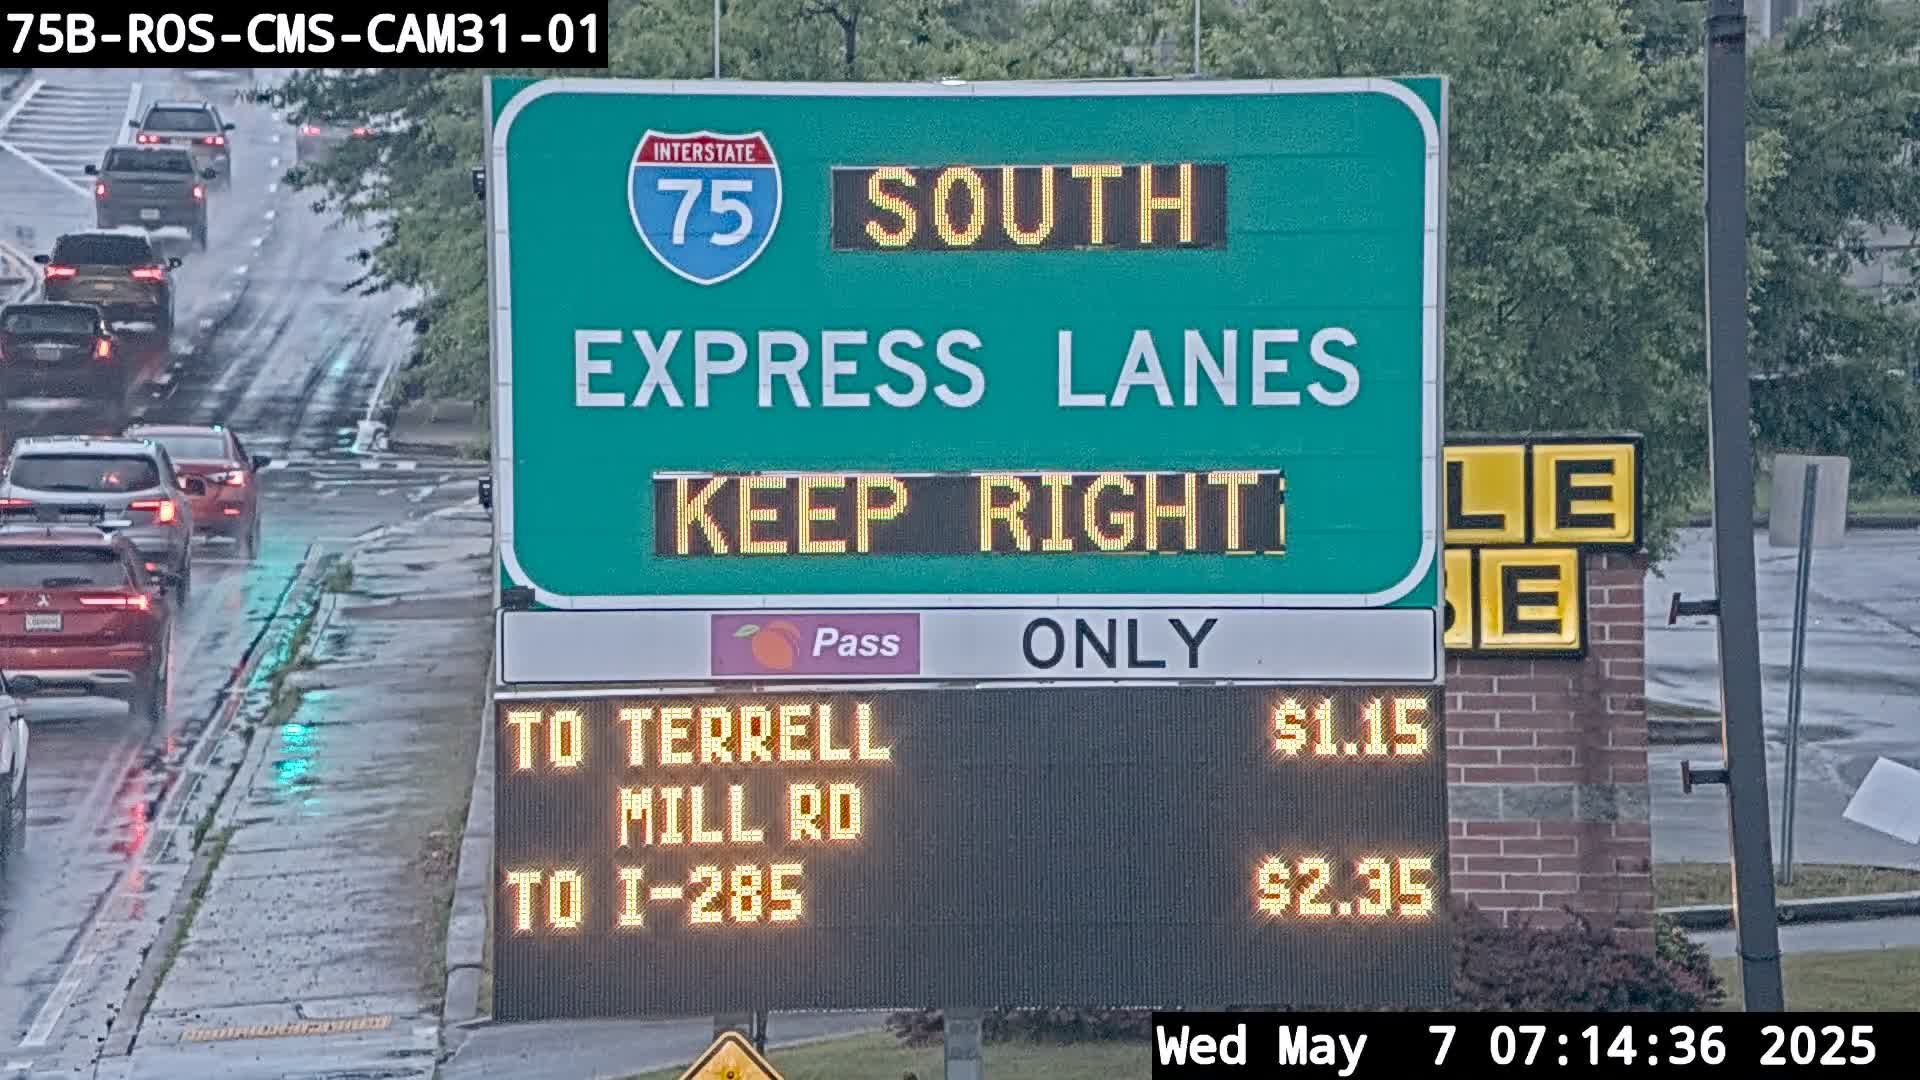 75B-ROS-CMS-CAM31-01
INTERSTATE
75
SOUTH
EXPRESS LANES
KEEP RIGHT
Pass ONLY
TO TERRELL $1.15
MILL RD
TO I-285 $2.35
LE
E
Wed May 7 07:14:36 2025